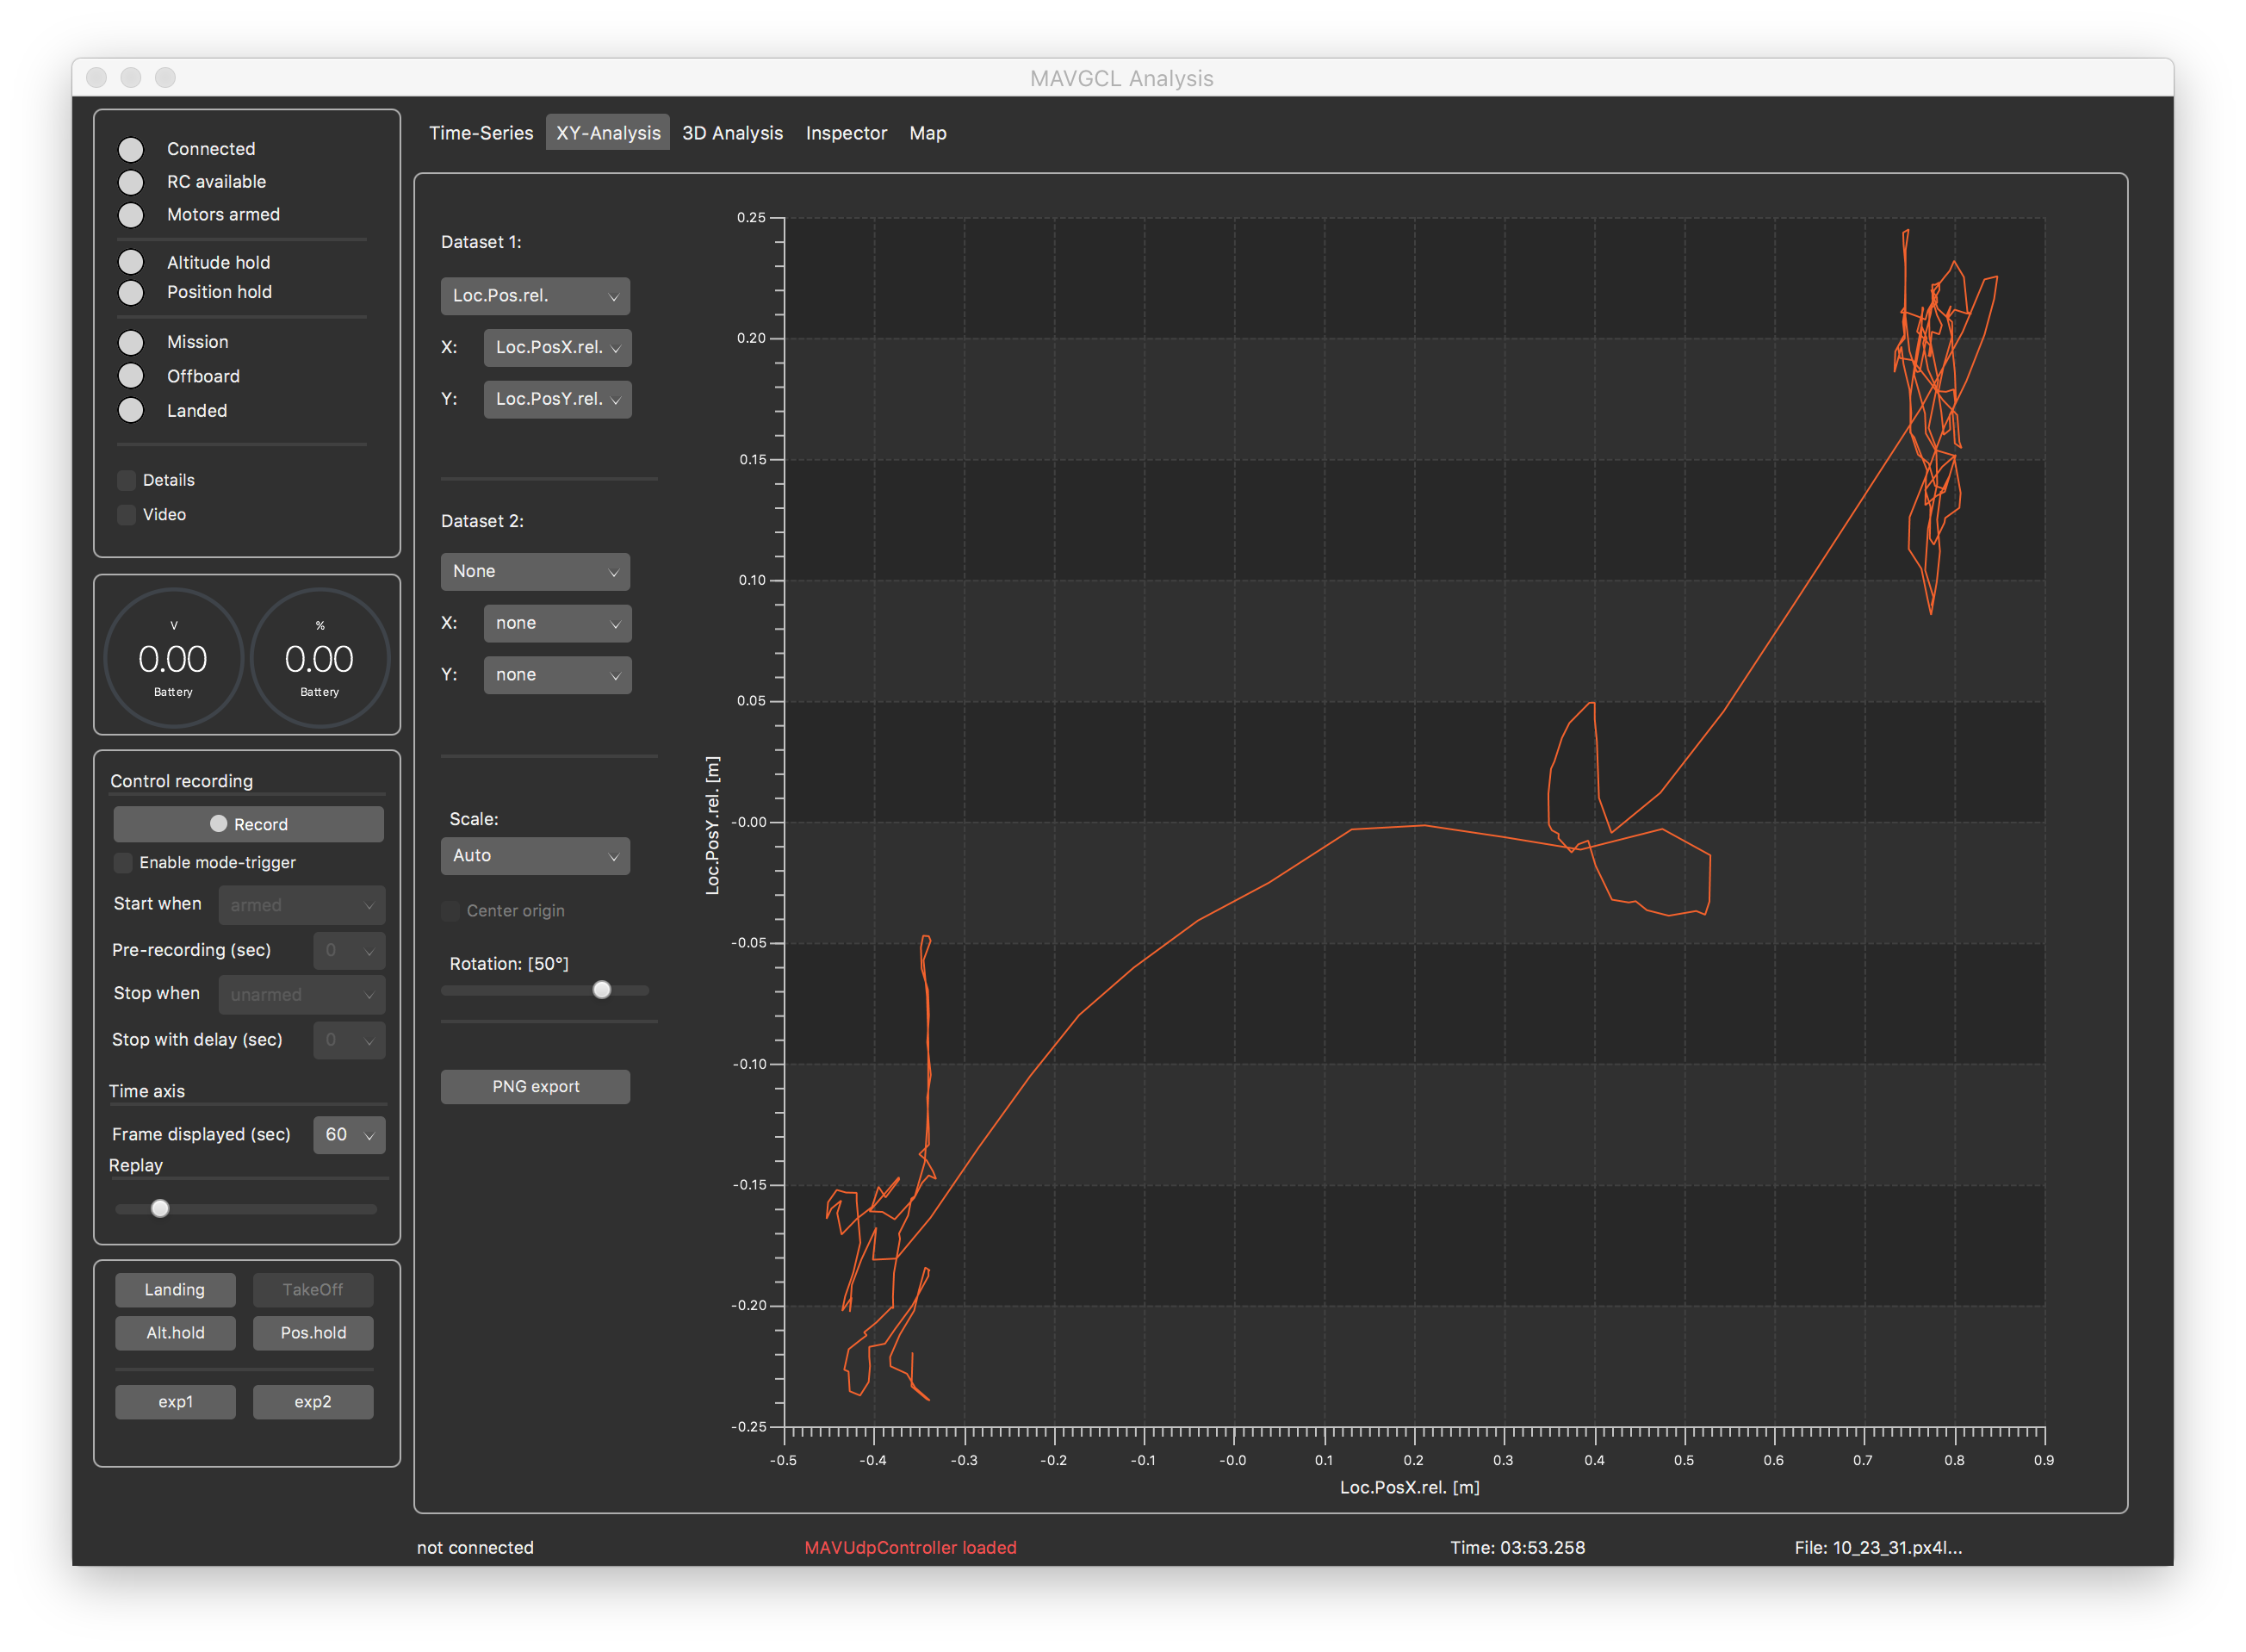 MAVGCL Analysis
Connected
RC available
Motors armed
Altitude hold
Position hold
Mission
Offboard
Landed
Details
Video
V
0.00
Battery
%
0.00
Battery
Control recording
Record
Enable mode-trigger
Start when armed
Pre-recording (sec) 0
Stop when unarmed
Stop with delay (sec) 0
Time axis
Frame displayed (sec) 60
Replay
Landing TakeOff
Alt.hold Pos.hold
exp1 exp2
Time-Series XY-Analysis 3D Analysis Inspector Map
Dataset 1:
Loc.Pos.rel.
X: Loc.PosX.rel.
Y: Loc.PosY.rel.
Dataset 2:
None
X: none
Y: none
Scale:
Auto
Center origin
Rotation: [50°]
PNG export
Loc.PosY.rel. [m]
0.25
0.20
0.15
0.10
0.05
-0.00
-0.05
-0.10
-0.15
-0.20
-0.25
-0.5 -0.4 -0.3 -0.2 -0.1 -0.0 0.1 0.2 0.3 0.4 0.5 0.6 0.7 0.8 0.9
Loc.PosX.rel. [m]
not connected MAVUdpController loaded Time: 03:53.258 File: 10_23_31.px4l...